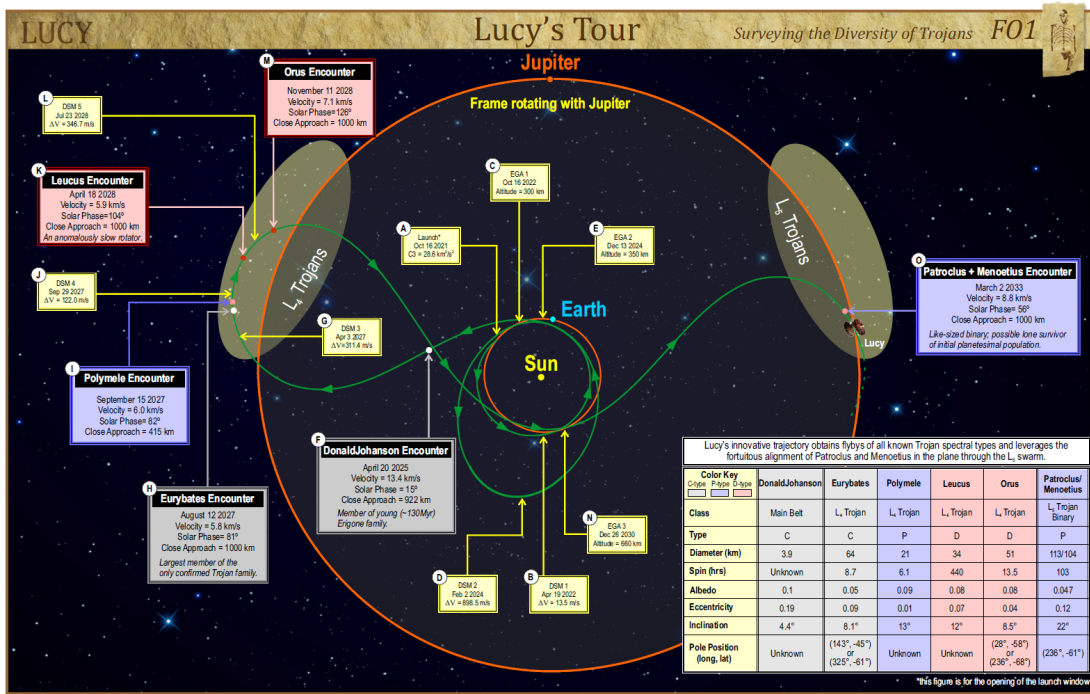 LUCY
Lucy's Tour
Surveying the Diversity of Trojans FO1
Jupiter
Frame rotating with Jupiter
M
Orus Encounter
November 11 2028
Velocity = 7.1 km/s
Solar Phase=126º
Close Approach = 1000 km
L
DSM 5
Jul 23 2028
ΔV = 346.7 m/s
K
Leucus Encounter
April 18 2028
Velocity = 5.9 km/s
Solar Phase=104º
Close Approach = 1000 km
An anomalously slow rotator.
J
DSM 4
Sep 29 2027
ΔV = 122.0 m/s
L4 Trojans
C
EGA 1
Oct 16 2022
Altitude = 300 km
A
Launch*
Oct 16 2021
C3 = 28.6 km²/s²
E
EGA 2
Dec 13 2024
Altitude = 350 km
L5 Trojans
O
Patroclus + Menoetius Encounter
March 2 2033
Velocity = 8.8 km/s
Solar Phase= 56º
Close Approach = 1000 km
Like-sized binary; possible lone survivor
of initial planetesimal population.
Lucy
Earth
Sun
G
DSM 3
Apr 3 2027
ΔV=311.4 m/s
I
Polymele Encounter
September 15 2027
Velocity = 6.0 km/s
Solar Phase= 82º
Close Approach = 415 km
H
Eurybates Encounter
August 12 2027
Velocity = 5.8 km/s
Solar Phase= 81º
Close Approach = 1000 km
Largest member of the
only confirmed Trojan family.
F
DonaldJohanson Encounter
April 20 2025
Velocity = 13.4 km/s
Solar Phase = 15º
Close Approach = 922 km
Member of young (~130Myr)
Erigone family.
N
EGA 3
Dec 26 2030
Altitude = 660 km
D
DSM 2
Feb 2 2024
ΔV = 898.5 m/s
B
DSM 1
Apr 19 2022
ΔV = 13.5 m/s
Lucy's innovative trajectory obtains flybys of all known Trojan spectral types and leverages the
fortuitous alignment of Patroclus and Menoetius in the plane through the L5 swarm.
Color Key
C-type P-type D-type
DonaldJohanson Eurybates Polymele Leucus Orus Patroclus/
Menoetius
Class Main Belt L4 Trojan L4 Trojan L4 Trojan L4 Trojan L5 Trojan
Binary
Type C C P D D P
Diameter (km) 3.9 64 21 34 51 113/104
Spin (hrs) Unknown 8.7 6.1 440 13.5 103
Albedo 0.1 0.05 0.09 0.08 0.08 0.047
Eccentricity 0.19 0.09 0.01 0.07 0.04 0.12
Inclination 4.4° 8.1° 13° 12° 8.5° 22°
Pole Position
(long, lat) Unknown (143°, -45°)
or
(325°, -61°) Unknown Unknown (28°, -58°)
or
(236°, -68°) (236°, -61°)
*this figure is for the opening of the launch window